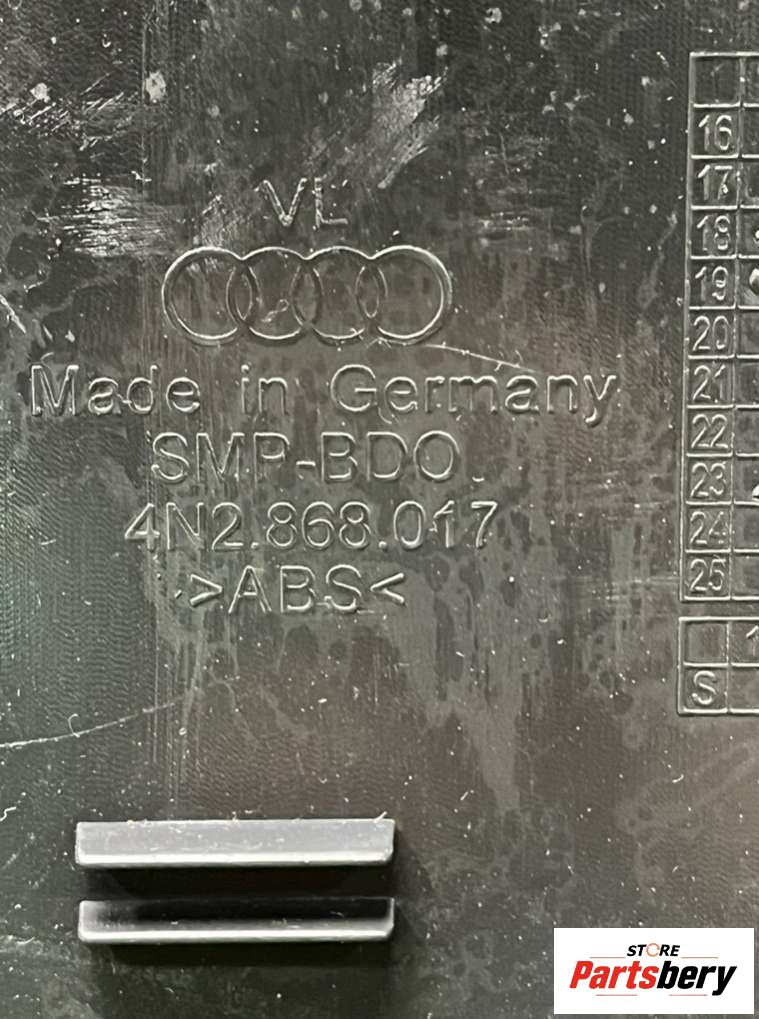 VL
Made in Germany
SMP-BDO
4N2.868.017
>ABS<
1
16
17
18
19
20
21
22
23
24
25
1
S
STORE
Partsbery